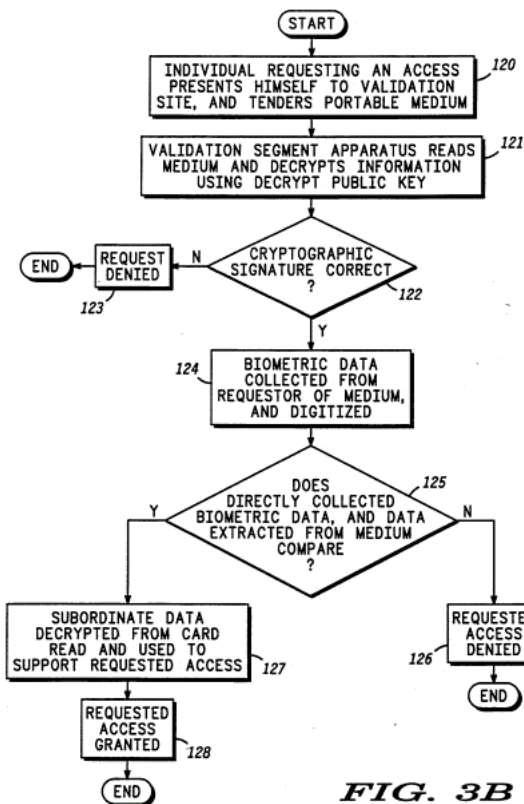 START
INDIVIDUAL REQUESTING AN ACCESS
PRESENTS HIMSELF TO VALIDATION
SITE, AND TENDERS PORTABLE MEDIUM
120
VALIDATION SEGMENT APPARATUS READS
MEDIUM AND DECRYPTS INFORMATION
USING DECRYPT PUBLIC KEY
121
CRYPTOGRAPHIC
SIGNATURE CORRECT
?
122
N
REQUEST
DENIED
123
END
Y
124
BIOMETRIC DATA
COLLECTED FROM
REQUESTOR OF MEDIUM,
AND DIGITIZED
DOES
DIRECTLY COLLECTED
BIOMETRIC DATA, AND DATA
EXTRACTED FROM MEDIUM
COMPARE
?
125
Y
N
SUBORDINATE DATA
DECRYPTED FROM CARD
READ AND USED TO
SUPPORT REQUESTED ACCESS
127
REQUESTED
ACCESS
GRANTED
128
END
REQUESTE
ACCESS
DENIED
126
END
FIG. 3B